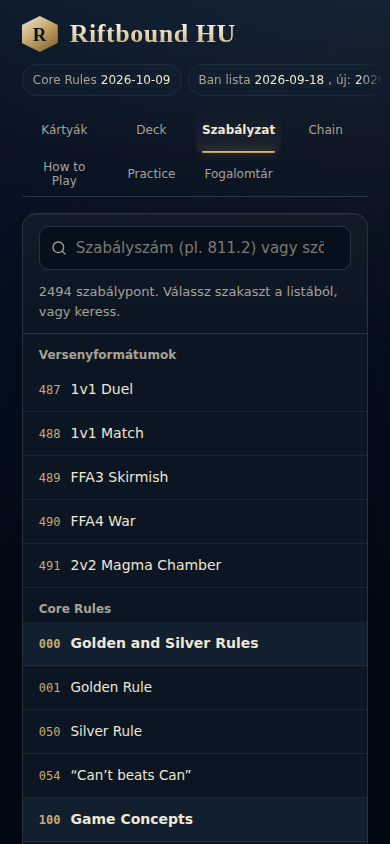 R Riftbound HU
Core Rules 2026-10-09
Ban lista 2026-09-18 , új: 202
Kártyák Deck Szabályzat Chain
How to Play Practice Fogalomtár
Szabályszám (pl. 811.2) vagy szó
2494 szabálypont. Válassz szakaszt a listából,
vagy keress.
Versenyformátumok
487 1v1 Duel
488 1v1 Match
489 FFA3 Skirmish
490 FFA4 War
491 2v2 Magma Chamber
Core Rules
000 Golden and Silver Rules
001 Golden Rule
050 Silver Rule
054 “Can’t beats Can”
100 Game Concepts